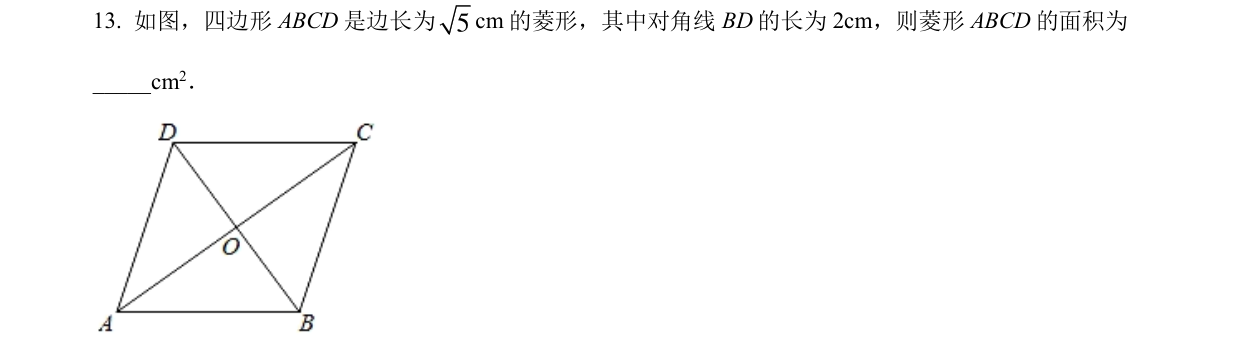 13. 如图，四边形 ABCD 是边长为√5 cm 的菱形，其中对角线 BD 的长为 2cm，则菱形 ABCD 的面积为
_____cm²．
D C
O
A B